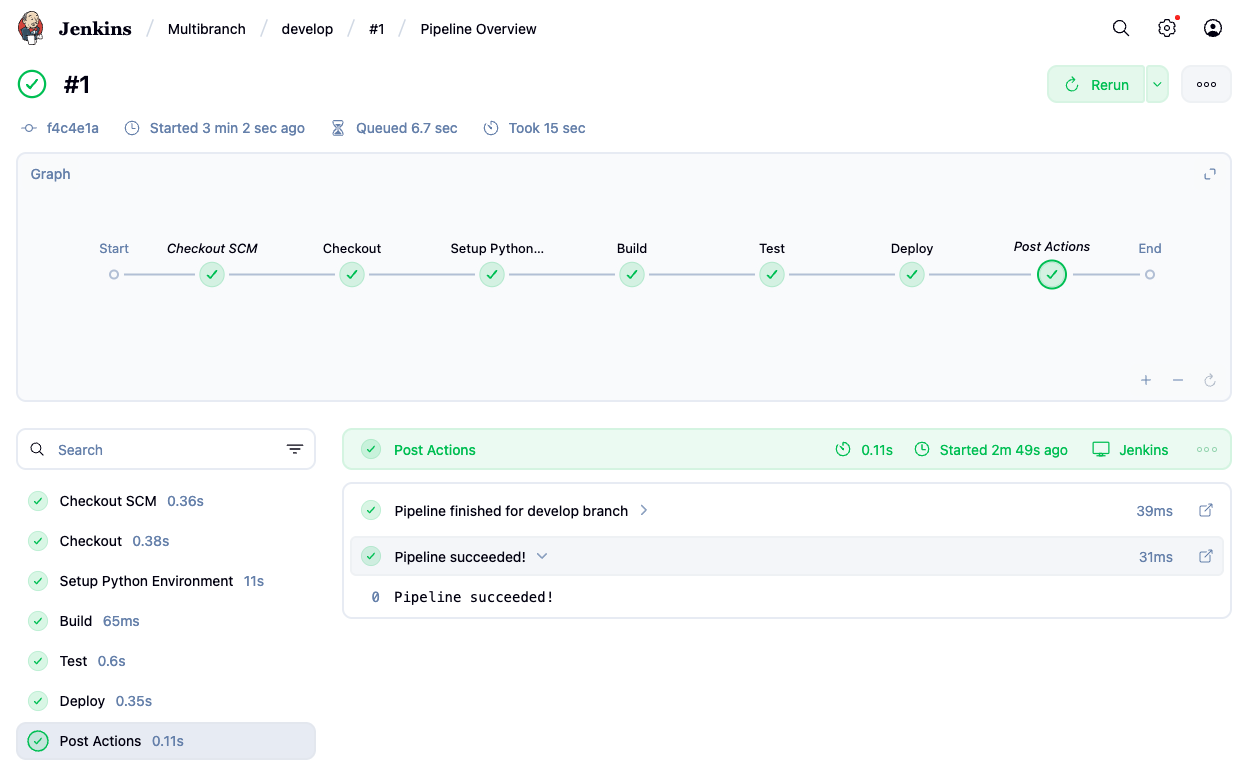 Jenkins / Multibranch / develop / #1 / Pipeline Overview
#1
Rerun
f4c4e1a Started 3 min 2 sec ago Queued 6.7 sec Took 15 sec
Graph
Start Checkout SCM Checkout Setup Python... Build Test Deploy Post Actions End
Search
Checkout SCM 0.36s
Checkout 0.38s
Setup Python Environment 11s
Build 65ms
Test 0.6s
Deploy 0.35s
Post Actions 0.11s
Post Actions 0.11s Started 2m 49s ago Jenkins
Pipeline finished for develop branch 39ms
Pipeline succeeded! 31ms
0 Pipeline succeeded!